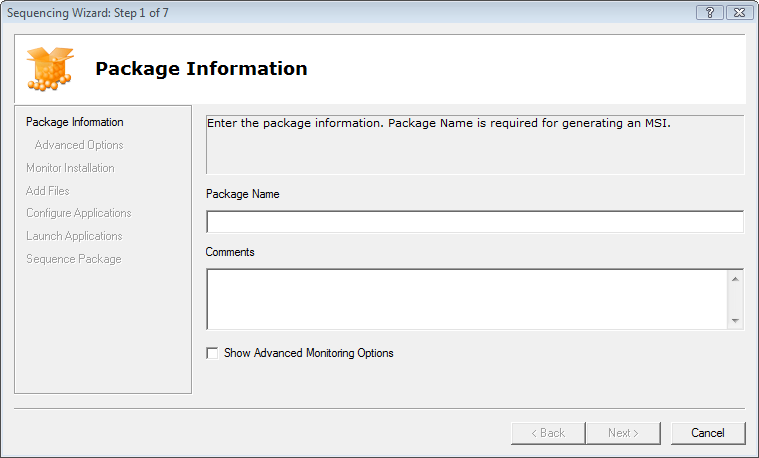 Sequencing Wizard: Step 1 of 7
Package Information
Package Information
Advanced Options
Monitor Installation
Add Files
Configure Applications
Launch Applications
Sequence Package
Enter the package information. Package Name is required for generating an MSI.
Package Name
Comments
Show Advanced Monitoring Options
< Back
Next >
Cancel